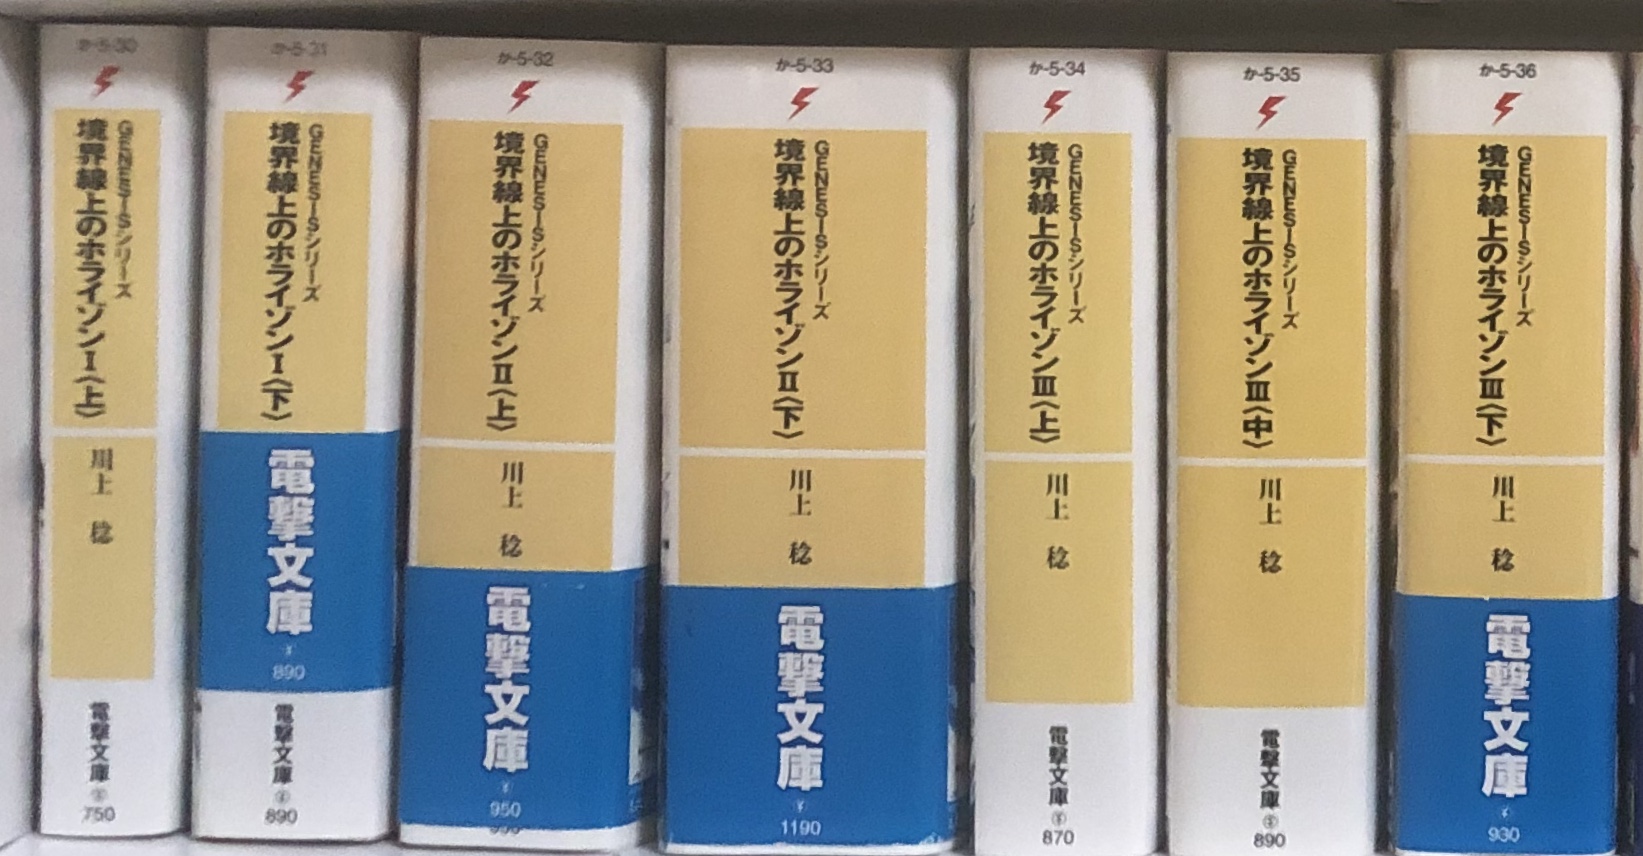 か-5-30
GENESISシリーズ
境界線上のホライゾンⅠ〈上〉
川上 稔
電撃文庫
750
か-5-31
GENESISシリーズ
境界線上のホライゾンⅠ〈下〉
電撃文庫
¥
890
電撃文庫
890
か-5-32
GENESISシリーズ
境界線上のホライゾンⅡ〈上〉
川上 稔
電撃文庫
¥
950
か-5-33
GENESISシリーズ
境界線上のホライゾンⅡ〈下〉
川上 稔
電撃文庫
¥
1190
か-5-34
GENESISシリーズ
境界線上のホライゾンⅢ〈上〉
川上 稔
電撃文庫
870
か-5-35
GENESISシリーズ
境界線上のホライゾンⅢ〈中〉
川上 稔
電撃文庫
890
か-5-36
GENESISシリーズ
境界線上のホライゾンⅢ〈下〉
川上 稔
電撃文庫
¥
930